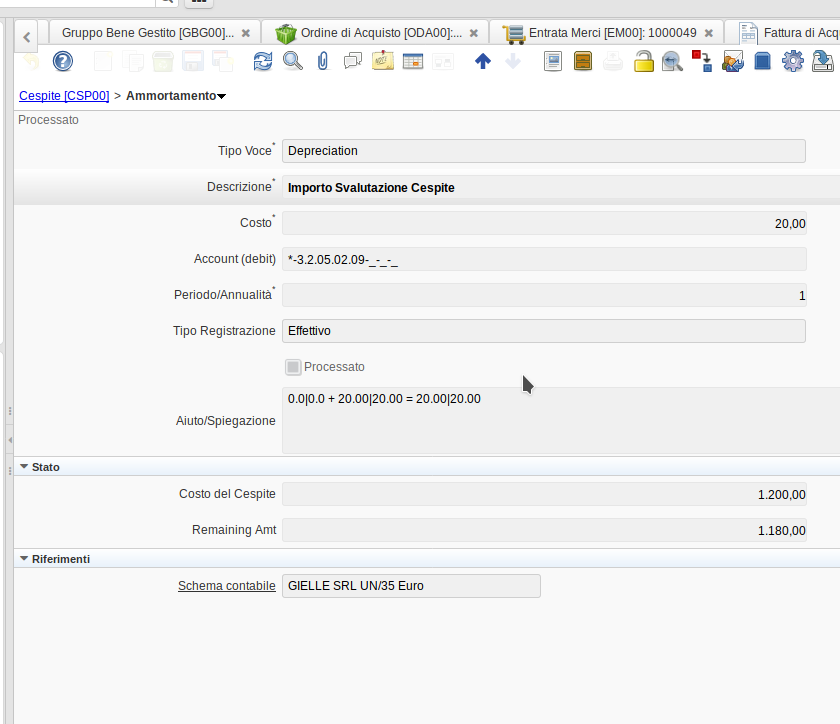 Gruppo Bene Gestito [GBG00]... Ordine di Acquisto [ODA00]:... Entrata Merci [EM00]: 1000049 Fattura di Acq
Cespite [CSP00] > Ammortamento
Processato
Tipo Voce* Depreciation
Descrizione* Importo Svalutazione Cespite
Costo* 20,00
Account (debit) *-3.2.05.02.09-_-_-_
Periodo/Annualità* 1
Tipo Registrazione Effettivo
Processato
Aiuto/Spiegazione 0.0|0.0 + 20.00|20.00 = 20.00|20.00
Stato
Costo del Cespite 1.200,00
Remaining Amt 1.180,00
Riferimenti
Schema contabile GIELLE SRL UN/35 Euro